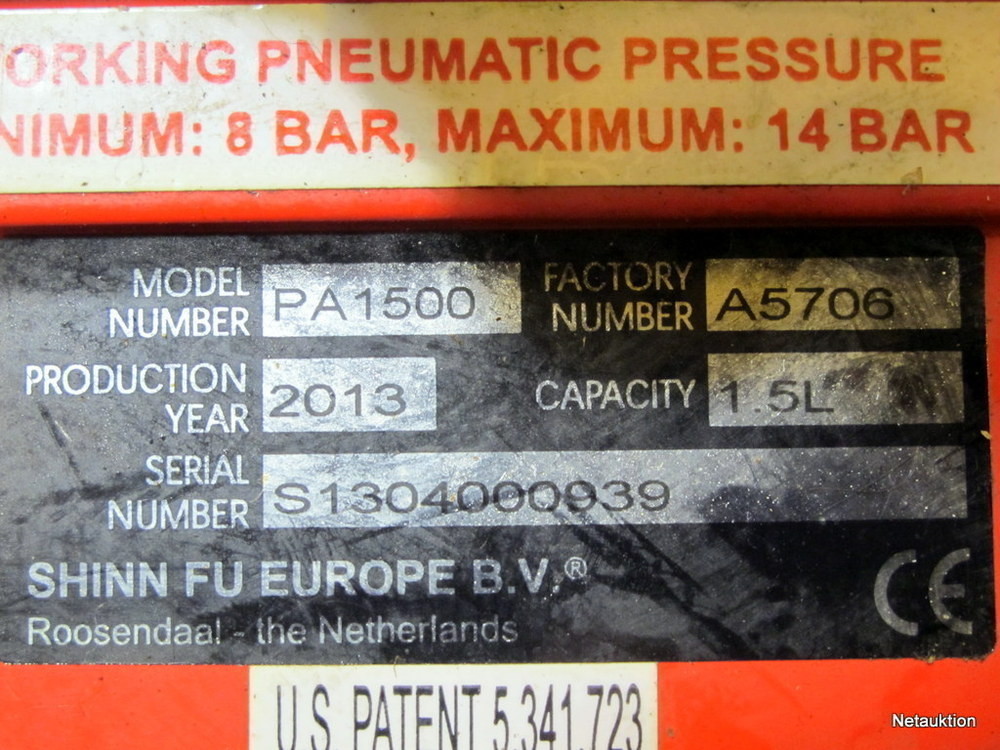 ORKING PNEUMATIC PRESSURE
NIMUM: 8 BAR, MAXIMUM: 14 BAR
MODEL NUMBER PA1500 FACTORY NUMBER A5706
PRODUCTION YEAR 2013 CAPACITY 1.5L
SERIAL NUMBER S1304000939
SHINN FU EUROPE B.V.®
Roosendaal - the Netherlands
CE
U.S. PATENT 5.341.723
Netauktion